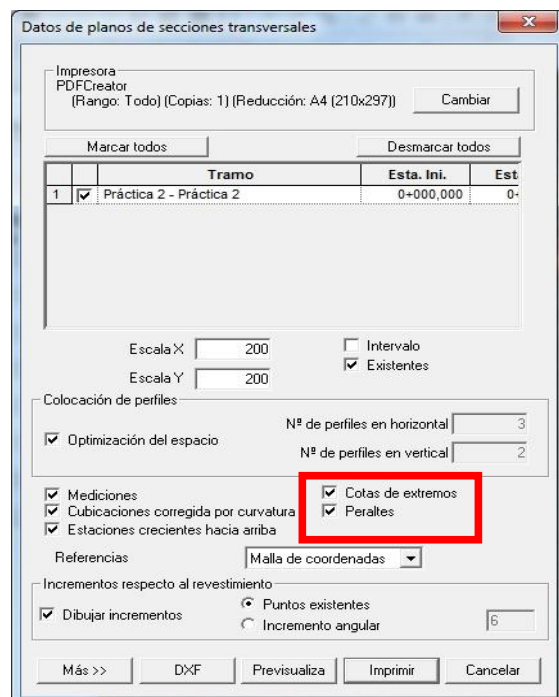 Datos de planos de secciones transversales
Impresora
PDFCreator
(Rango: Todo) (Copias: 1) (Reducción: A4 (210x297))
Cambiar
Marcar todos
Desmarcar todos
Tramo Esta. Ini. Est
1 Práctica 2 - Práctica 2 0+000,000 0+
Escala X 200
Intervalo
Existentes
Escala Y 200
Colocación de perfiles
Optimización del espacio
Nº de perfiles en horizontal 3
Nº de perfiles en vertical 2
Mediciones
Cotas de extremos
Cubicaciones corregida por curvatura
Peraltes
Estaciones crecientes hacia arriba
Referencias Malla de coordenadas
Incrementos respecto al revestimiento
Dibujar incrementos
Puntos existentes
Incremento angular
6
Más >> DXF Previsualiza Imprimir Cancelar